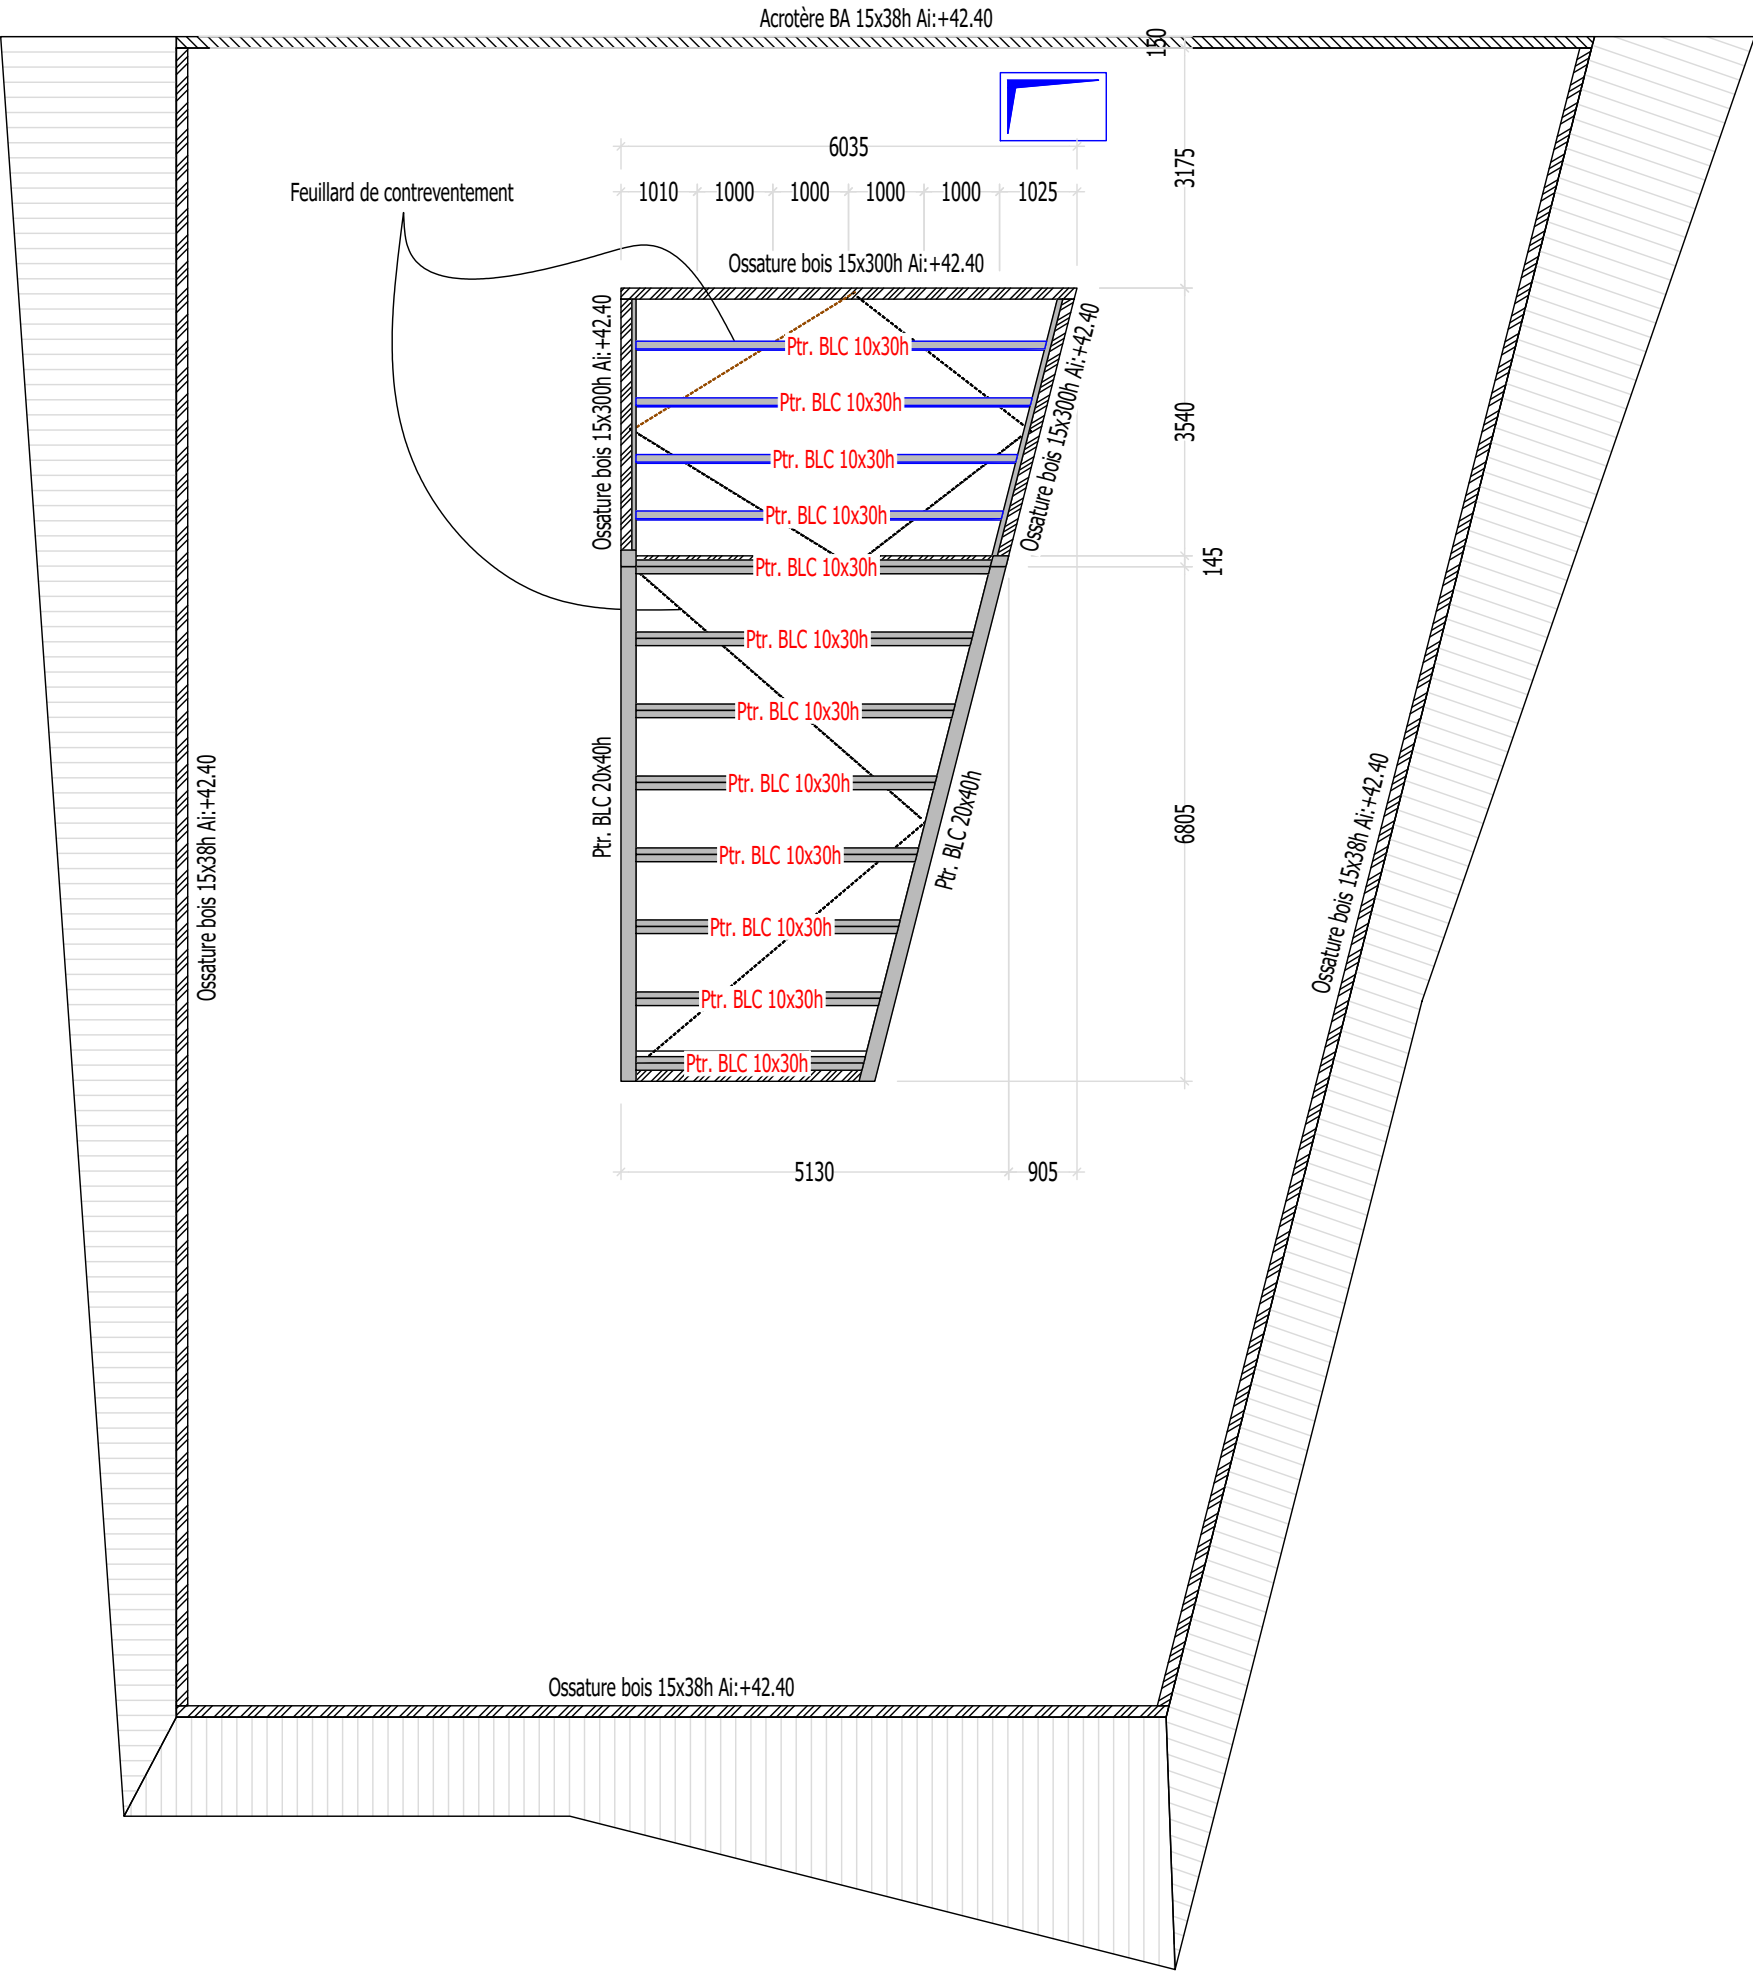 Acrotère BA 15x38h Ai:+42.40
150
6035
3175
Feuillard de contreventement
1010 1000 1000 1000 1000 1025
Ossature bois 15x300h Ai:+42.40
Ossature bois 15x300h Ai:+42.40
Ossature bois 15x300h Ai:+42.40
Ptr. BLC 10x30h
Ptr. BLC 10x30h
3540
Ptr. BLC 10x30h
Ptr. BLC 10x30h
145
Ptr. BLC 10x30h
Ptr. BLC 10x30h
Ptr. BLC 10x30h
Ptr. BLC 10x30h
Ptr. BLC 20x40h
Ptr. BLC 20x40h
6805
Ossature bois 15x38h Ai:+42.40
Ossature bois 15x38h Ai:+42.40
Ptr. BLC 10x30h
Ptr. BLC 10x30h
Ptr. BLC 10x30h
Ptr. BLC 10x30h
5130 905
Ossature bois 15x38h Ai:+42.40